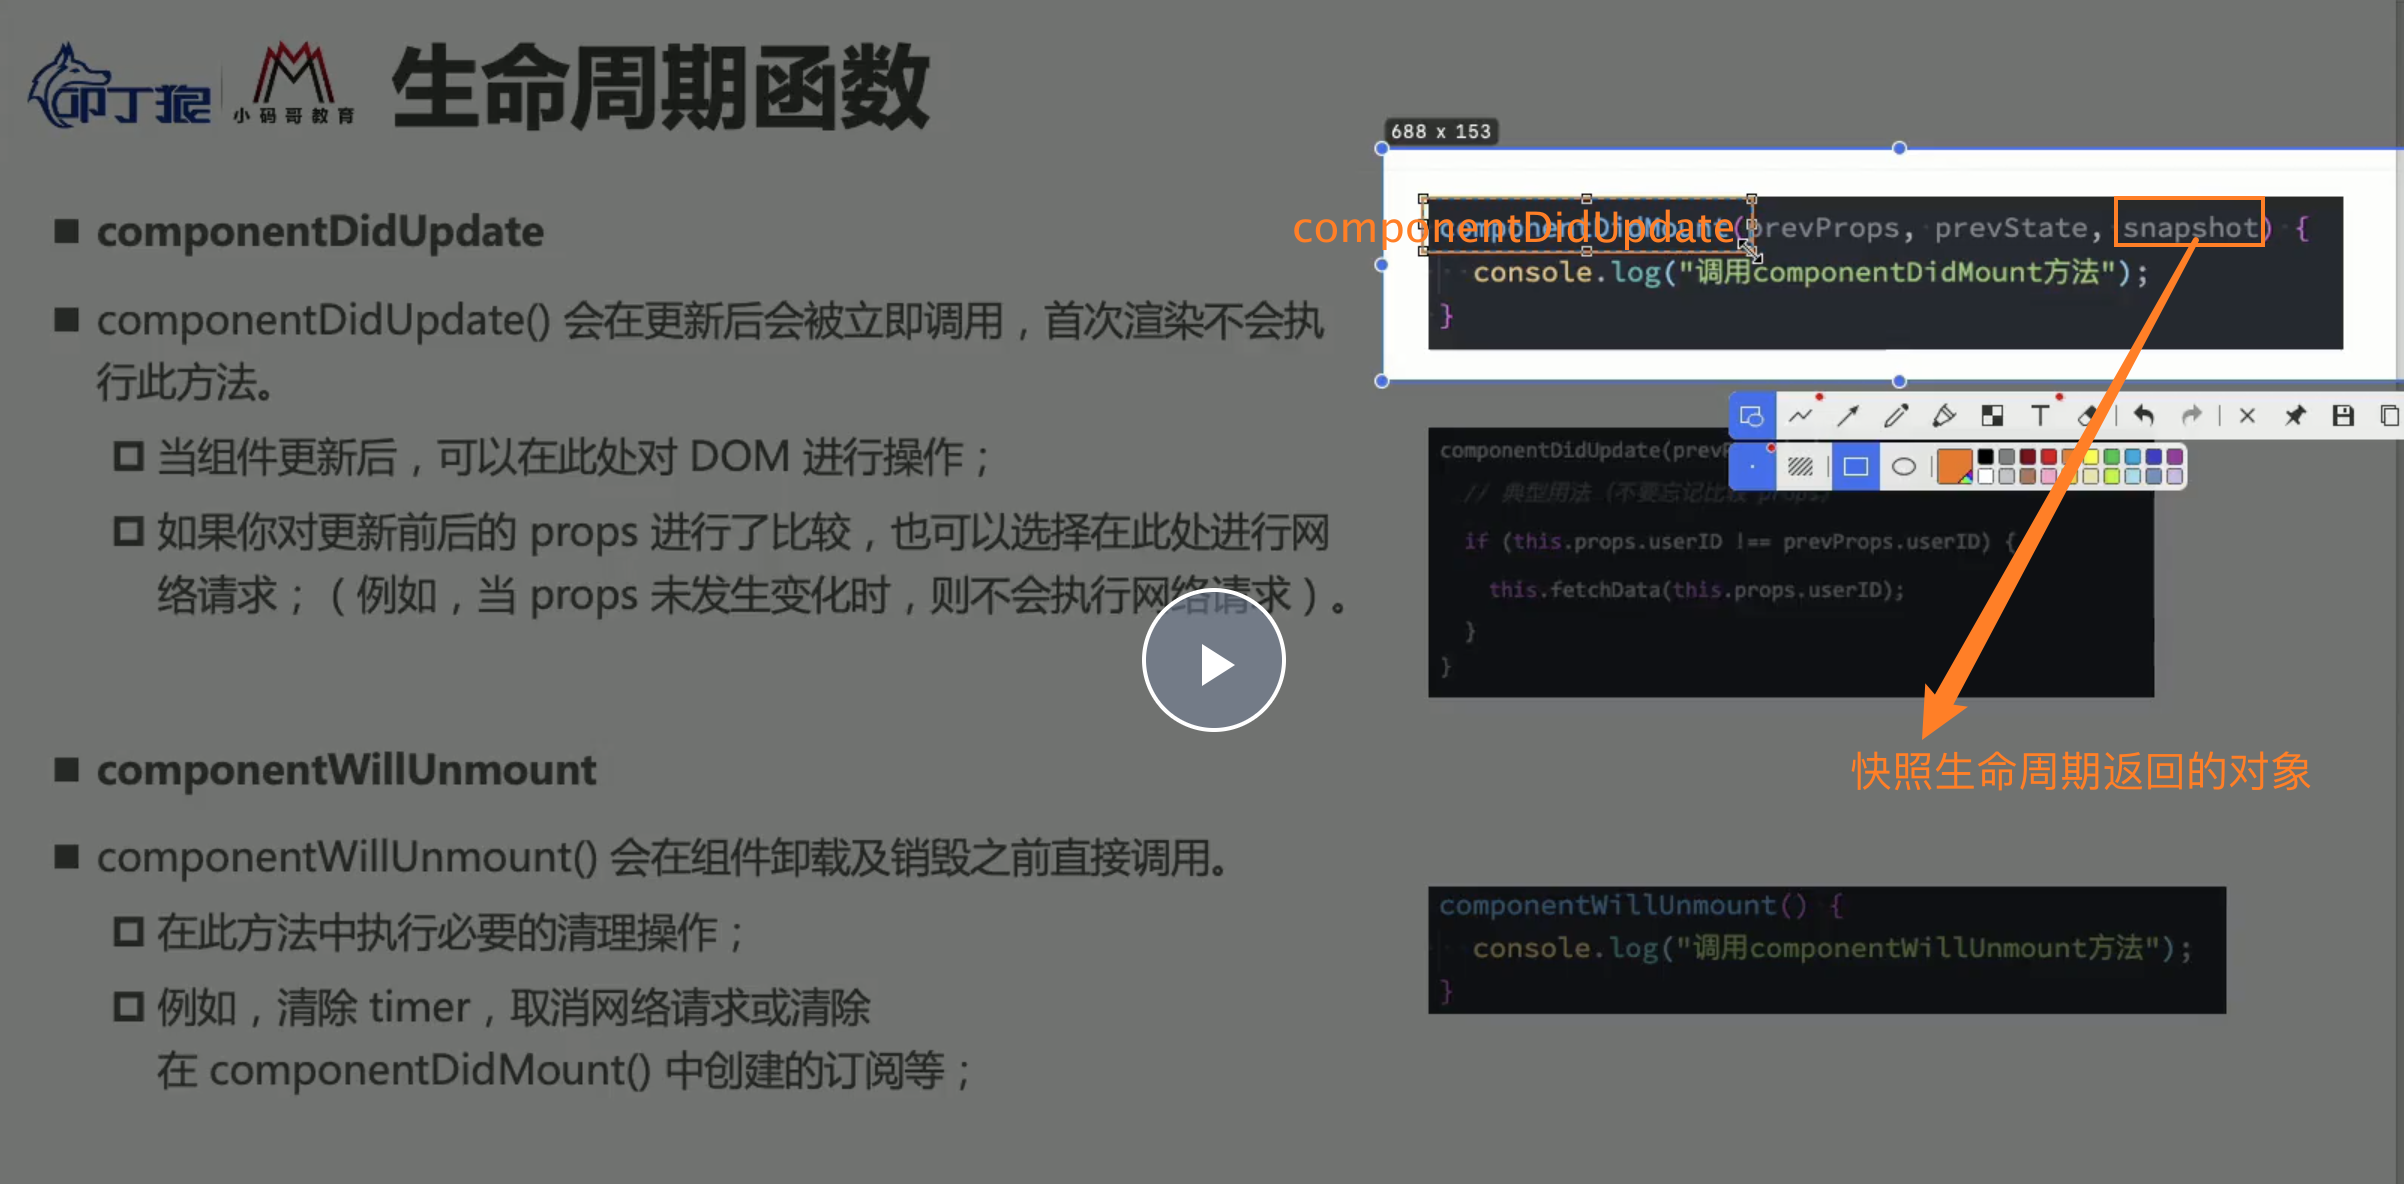 叩丁狼
小码哥教育
生命周期函数
componentDidUpdate
componentDidUpdate() 会在更新后会被立即调用，首次渲染不会执
行此方法。
当组件更新后，可以在此处对 DOM 进行操作；
如果你对更新前后的 props 进行了比较，也可以选择在此处进行网
络请求；（例如，当 props 未发生变化时，则不会执行网络请求）。
componentWillUnmount
componentWillUnmount() 会在组件卸载及销毁之前直接调用。
在此方法中执行必要的清理操作；
例如，清除 timer，取消网络请求或清除
在 componentDidMount() 中创建的订阅等；
688 x 153
componentDidUpdate
componentDidMount(prevProps, prevState, snapshot) {
console.log("调用componentDidMount方法");
}
T
componentDidUpdate(prevP
// 典型用法（不要忘记比较 props）
if (this.props.userID !== prevProps.userID) {
this.fetchData(this.props.userID);
}
}
快照生命周期返回的对象
componentWillUnmount() {
console.log("调用componentWillUnmount方法");
}